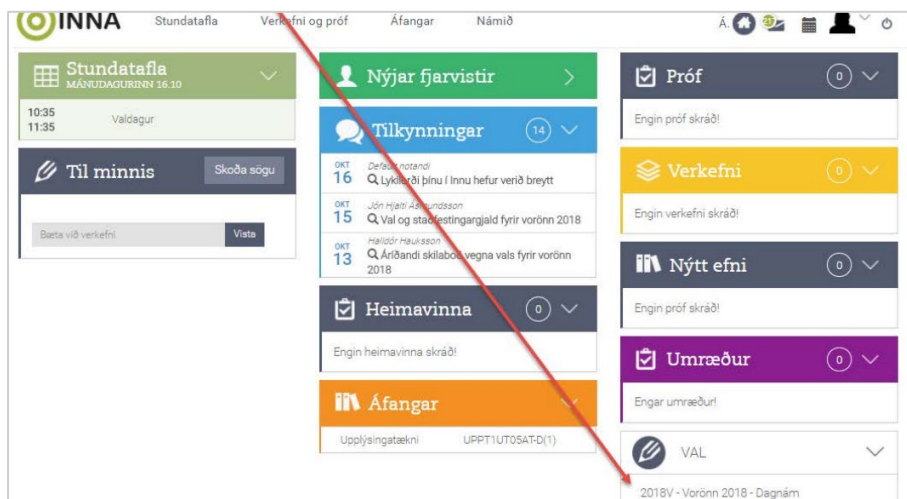 INNA
Stundatafla
Verkefni og próf
Áfangar
Námið
Á.
27
Stundatafla
MÁNUDAGURINN 16.10
10:35
11:35
Valdagur
Til minnis
Skoða sögu
Bæta við verkefni
Vista
Nýjar fjarvistir
Tilkynningar
14
OKT
16
Default notandi
Lykilorði þínu í Innu hefur verið breytt
OKT
15
Jón Hjalti Ásmundsson
Val og staðfestingargjald fyrir vorönn 2018
OKT
13
Halldór Hauksson
Áríðandi skilaboð vegna vals fyrir vorönn
2018
Heimavinna
0
Engin heimavinna skráð!
Áfangar
Upplýsingatækni
UPPT1UT05AT-D(1)
Próf
0
Engin próf skráð!
Verkefni
0
Engin verkefni skráð!
Nýtt efni
0
Engin próf skráð!
Umræður
0
Engar umræður!
VAL
2018V - Vorönn 2018 - Dagnám